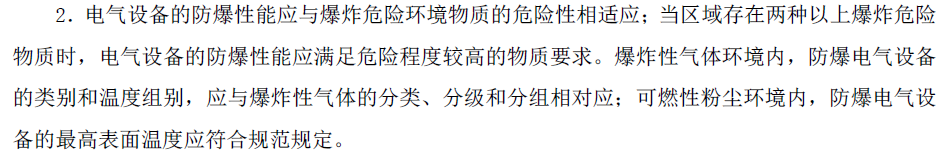 2．电气设备的防爆性能应与爆炸危险环境物质的危险性相适应；当区域存在两种以上爆炸危险
物质时，电气设备的防爆性能应满足危险程度较高的物质要求。爆炸性气体环境内，防爆电气设备
的类别和温度组别，应与爆炸性气体的分类、分级和分组相对应；可燃性粉尘环境内，防爆电气设
备的最高表面温度应符合规范规定。